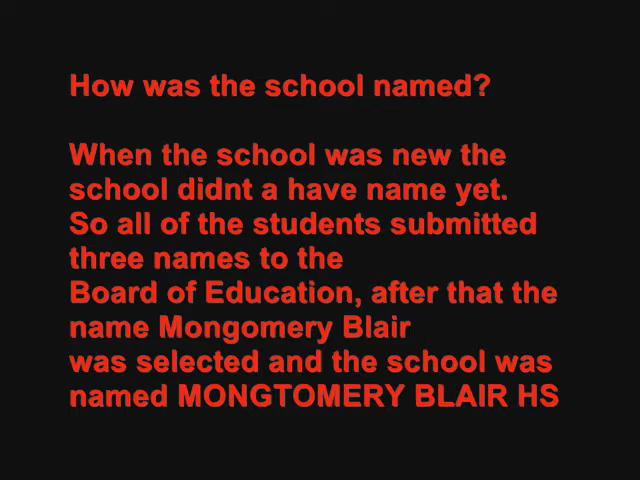 How was the school named?
When the school was new the
school didnt a have name yet.
So all of the students submitted
three names to the
Board of Education, after that the
name Mongomery Blair
was selected and the school was
named MONGTOMERY BLAIR HS